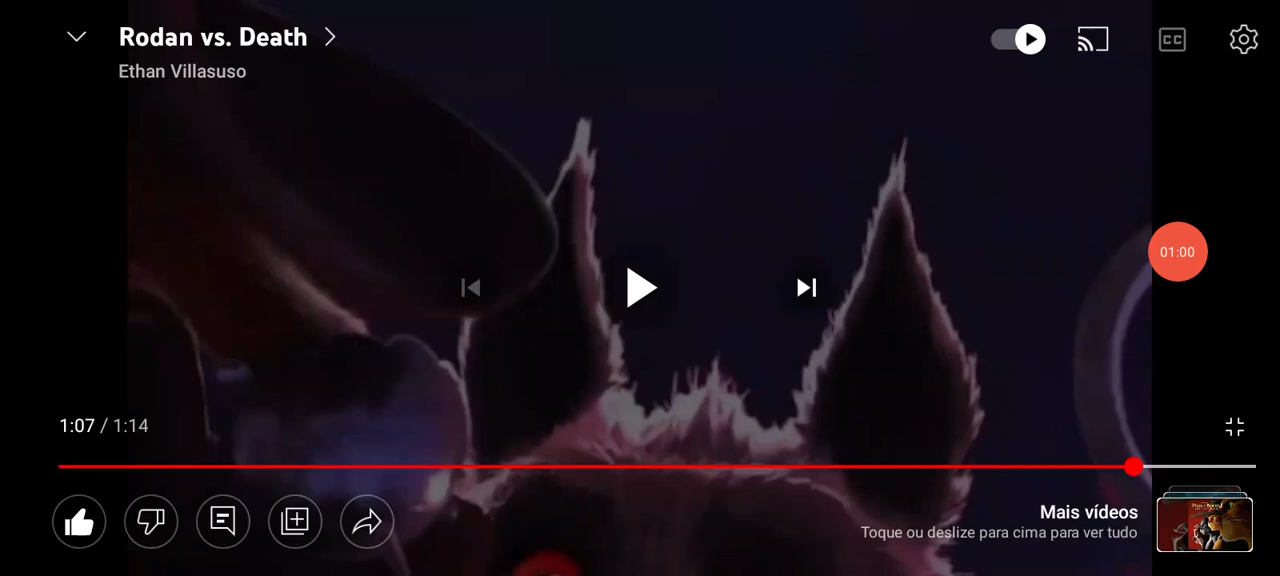 Rodan vs. Death
Ethan Villasuso
CC
01:00
1:07 / 1:14
Mais vídeos
Toque ou deslize para cima para ver tudo